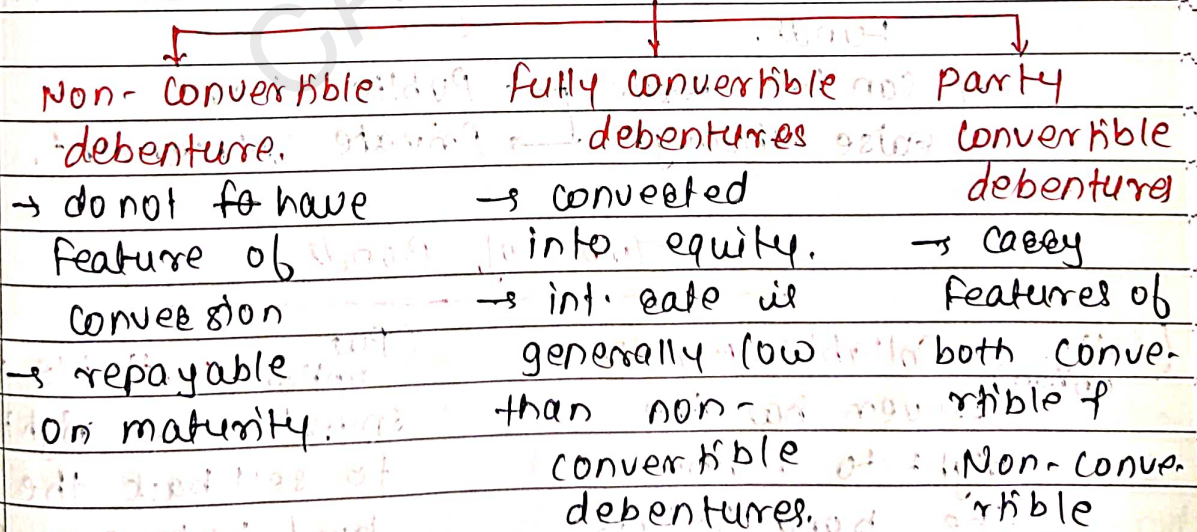 Non-Convertible
debenture.
→ do not fo have
feature of
conversion
→ repayable
on maturity.
fully convertible
debentures
→ converted
into equity.
→ int. rate is
generally low
than non-
convertible
debentures.
party
convertible
debentures
→ carry
features of
both conve-
rtible &
Non-conve-
rtible